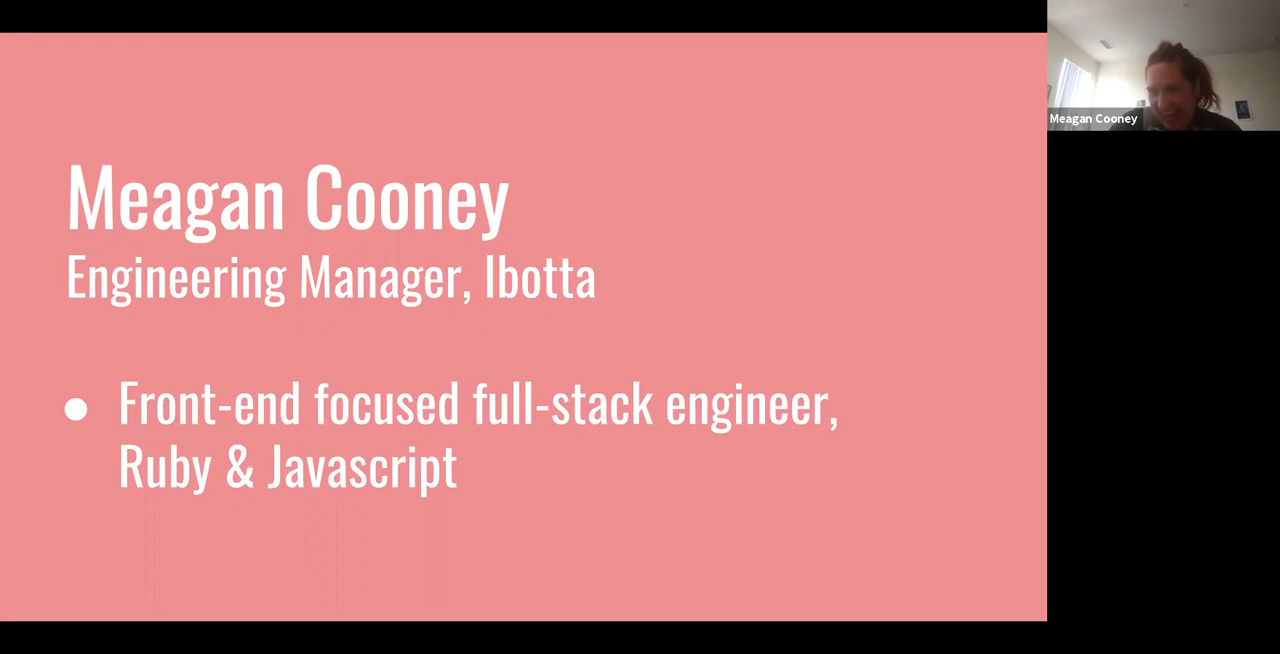 Meagan Cooney
Engineering Manager, Ibotta
● Front-end focused full-stack engineer,
Ruby & Javascript
Meagan Cooney